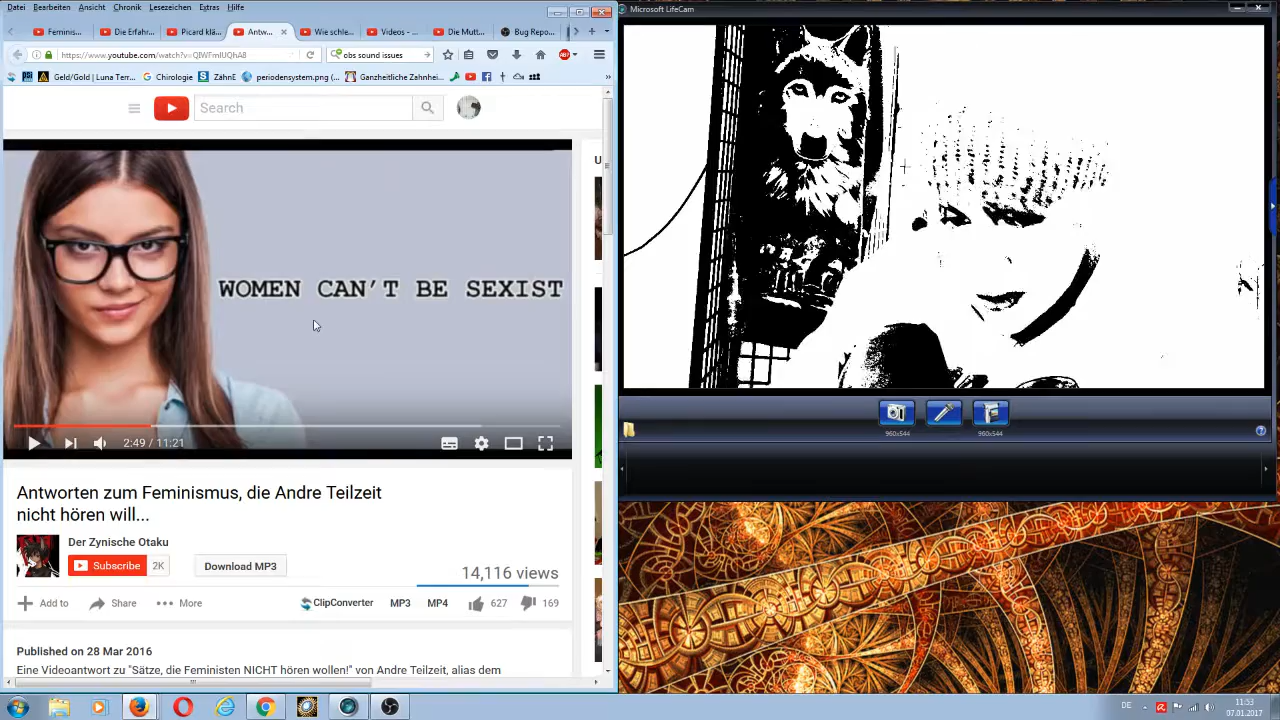 Datei Bearbeiten Ansicht Chronik Lesezeichen Extras Hilfe
Microsoft LifeCam
Femini...
Die Erfahr...
Picard klä...
Antw...
Wie schle...
Videos - ...
Die Mutt...
Bug Repo...
https://www.youtube.com/watch?v=QIWFmIUQhA8
obs sound issues
ABP
Geld/Gold | Luna Terr...
Chirologie
ZÄHNE
periodensystem.png (...
Ganzheitliche Zahnhei...
Search
WOMEN CAN'T BE SEXIST
2:49 / 11:21
960x544
960x544
Antworten zum Feminismus, die Andre Teilzeit
nicht hören will...
Der Zynische Otaku
Subscribe 2K
Download MP3
14,116 views
Add to Share More
ClipConverter MP3 MP4 627 169
Published on 28 Mar 2016
Eine Videoantwort zu "Sätze, die Feministen NICHT hören wollen!" von Andre Teilzeit, alias dem
DE
11:53
07.01.2017